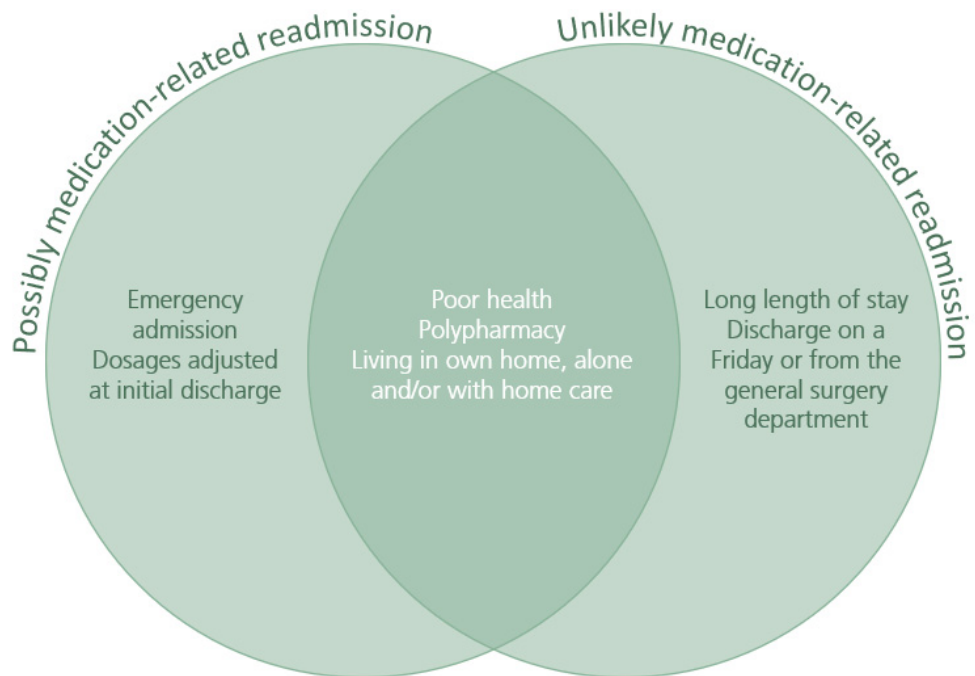 Possibly medication-related readmission
Unlikely medication-related readmission
Emergency
admission
Dosages adjusted
at initial discharge
Poor health
Polypharmacy
Living in own home, alone
and/or with home care
Long length of stay
Discharge on a
Friday or from the
general surgery
department